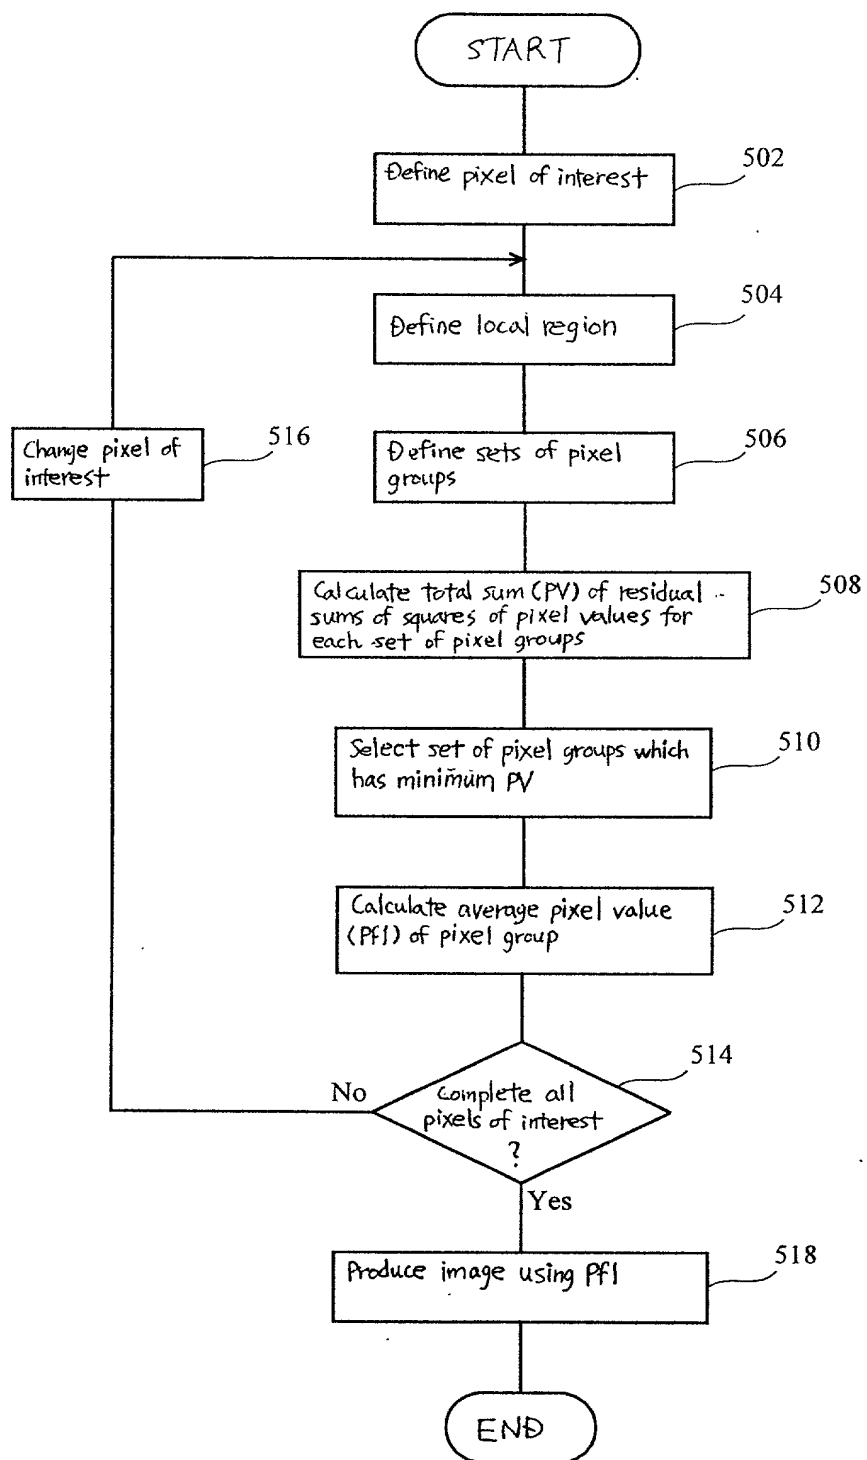 START
Define pixel of interest
502
504
Define local region
Change pixel of
interest
516
Define sets of pixel
groups
506
Calculate total sum (PV) of residual
sums of squares of pixel values for
each set of pixel groups
508
Select set of pixel groups which
has minimum PV
510
Calculate average pixel value
(Pf1) of pixel group
512
514
No
Complete all
pixels of interest
?
Yes
Produce image using Pf1
518
END